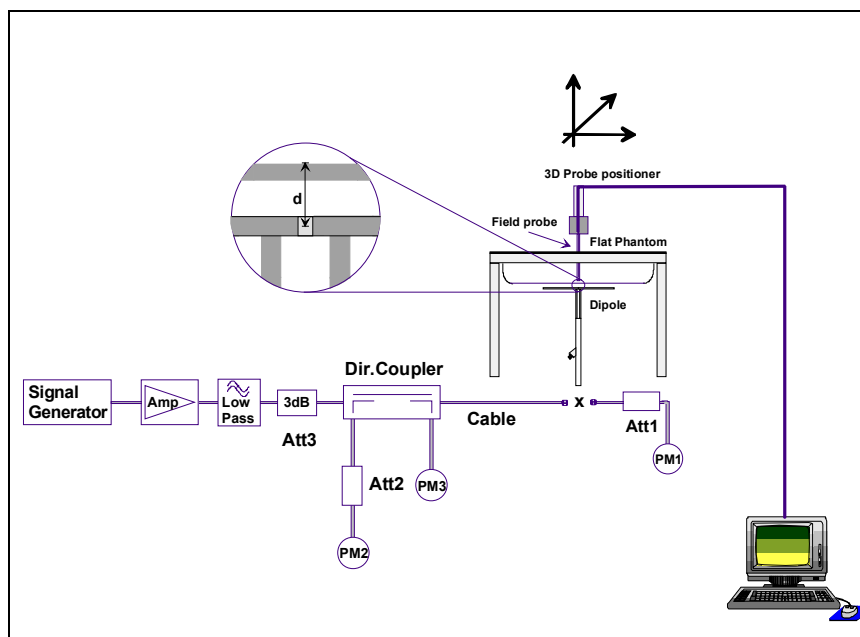 3D Probe positioner
d
Field probe
Flat Phantom
Dipole
Dir.Coupler
Signal
Generator
Amp
Low
Pass
3dB
Att3
Cable
x
Att1
PM1
Att2
PM3
PM2